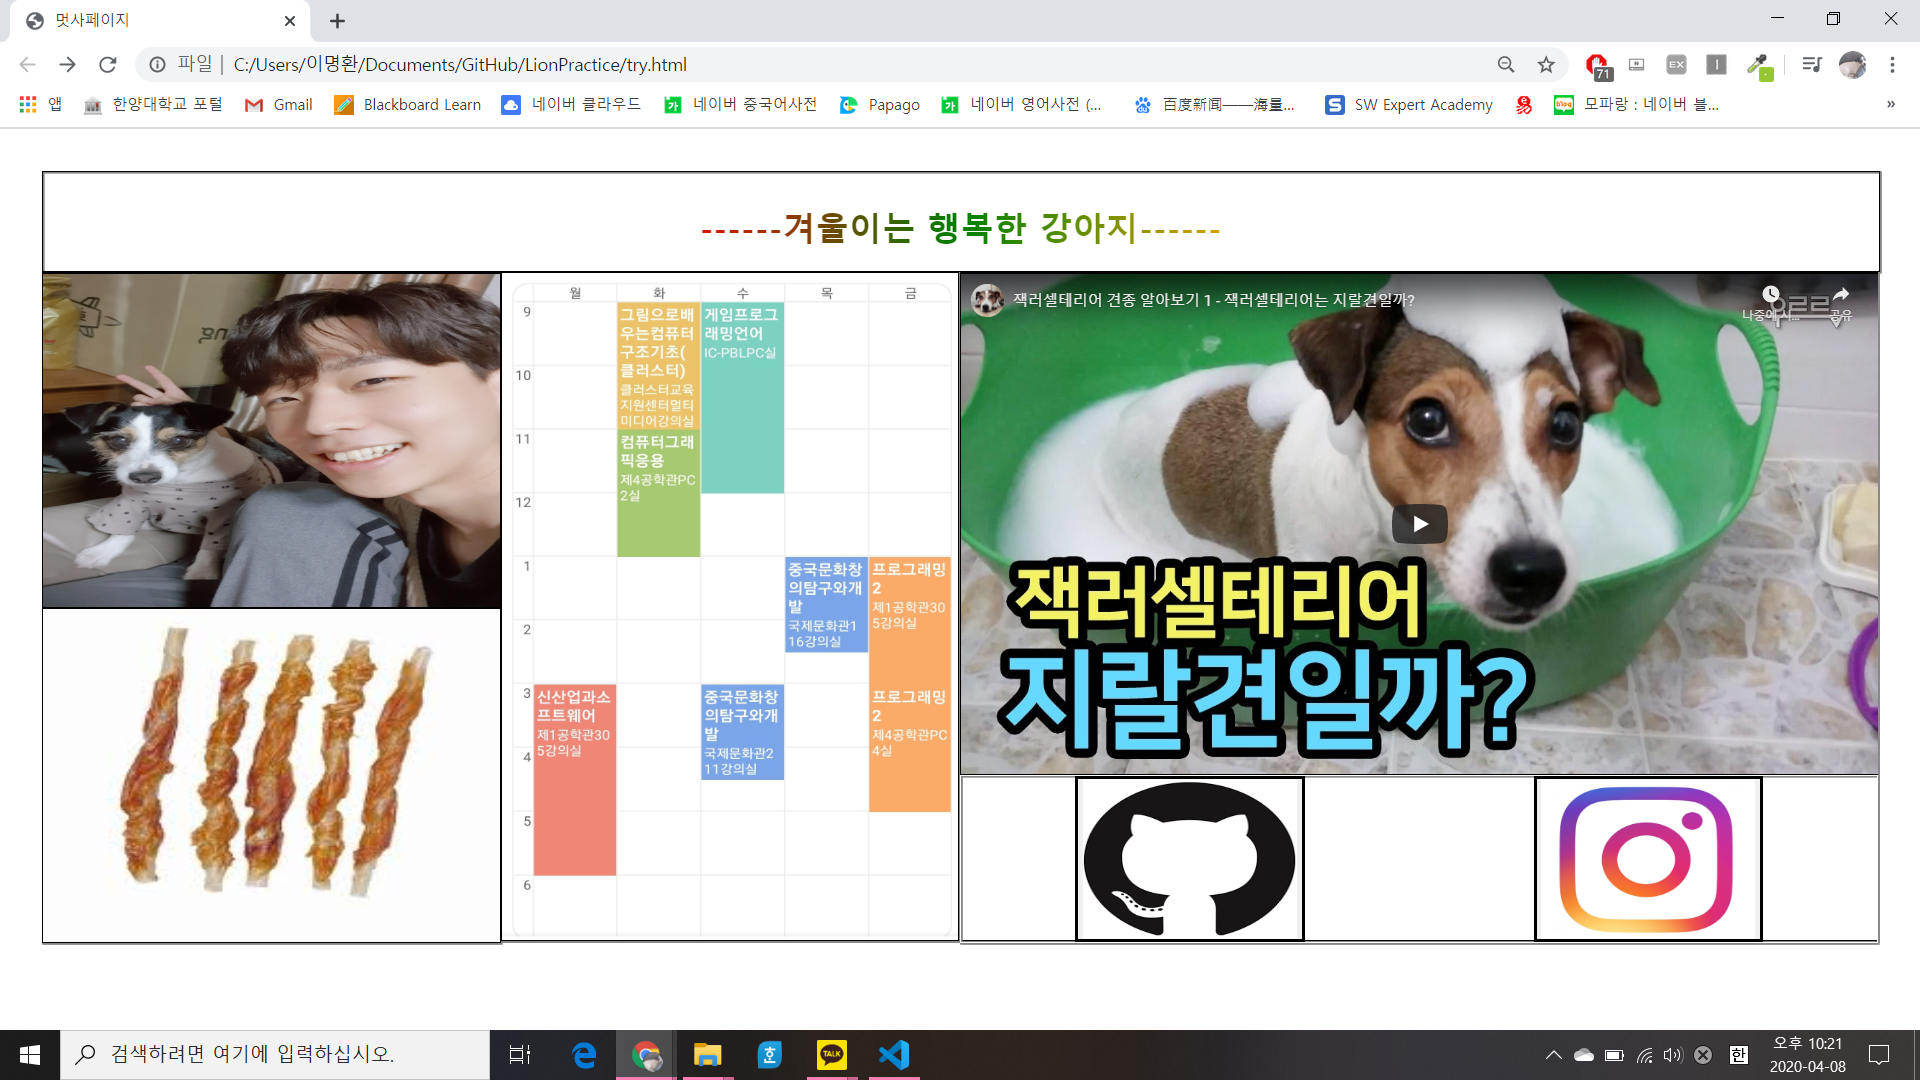 멋사페이지
파일 | C:/Users/이명환/Documents/GitHub/LionPractice/try.html
71
EX
앱 한양대학교 포털 Gmail Blackboard Learn 네이버 클라우드 네이버 중국어사전 Papago 네이버 영어사전 (... 百度新闻——海量... SW Expert Academy 모파랑 : 네이버 블... »
------겨울이는 행복한 강아지------
월 화 수 목 금
9
10
11
12
1
2
3
4
5
6
그림으로배
우는컴퓨터
구조기초(
클러스터)
클러스터교육
지원센터멀티
미디어강의실
컴퓨터그래
픽응용
제4공학관PC
2실
게임프로그
래밍언어
IC-PBLPC실
중국문화창
의탐구와개
발
국제문화관1
16강의실
프로그래밍
2
제1공학관30
5강의실
신산업과소
프트웨어
제1공학관30
5강의실
중국문화창
의탐구와개
발
국제문화관2
11강의실
프로그래밍
2
제4공학관PC
4실
잭러셀테리어 견종 알아보기 1 - 잭러셀테리어는 지랄견일까?
우르르
나중에 시... 공유
잭러셀테리어
지랄견일까?
검색하려면 여기에 입력하십시오.
TALK
한
오후 10:21
2020-04-08